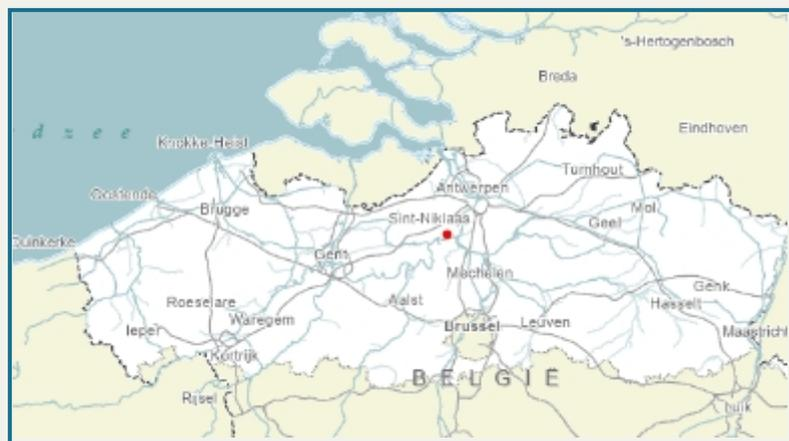 's-Hertogenbosch
Breda
d z e e
Eindhoven
Knokke-Heist
Turnhout
Antwerpen
Oostende
Mol
Brugge
Sint-Niklaas
Geel
Duinkerke
Gent
Mechelen
Genk
Roeselare
Aalst
Hasselt
Waregem
Ieper
Brussel
Leuven
Maastricht
Kortrijk
BELGIË
Rijsel
Luik